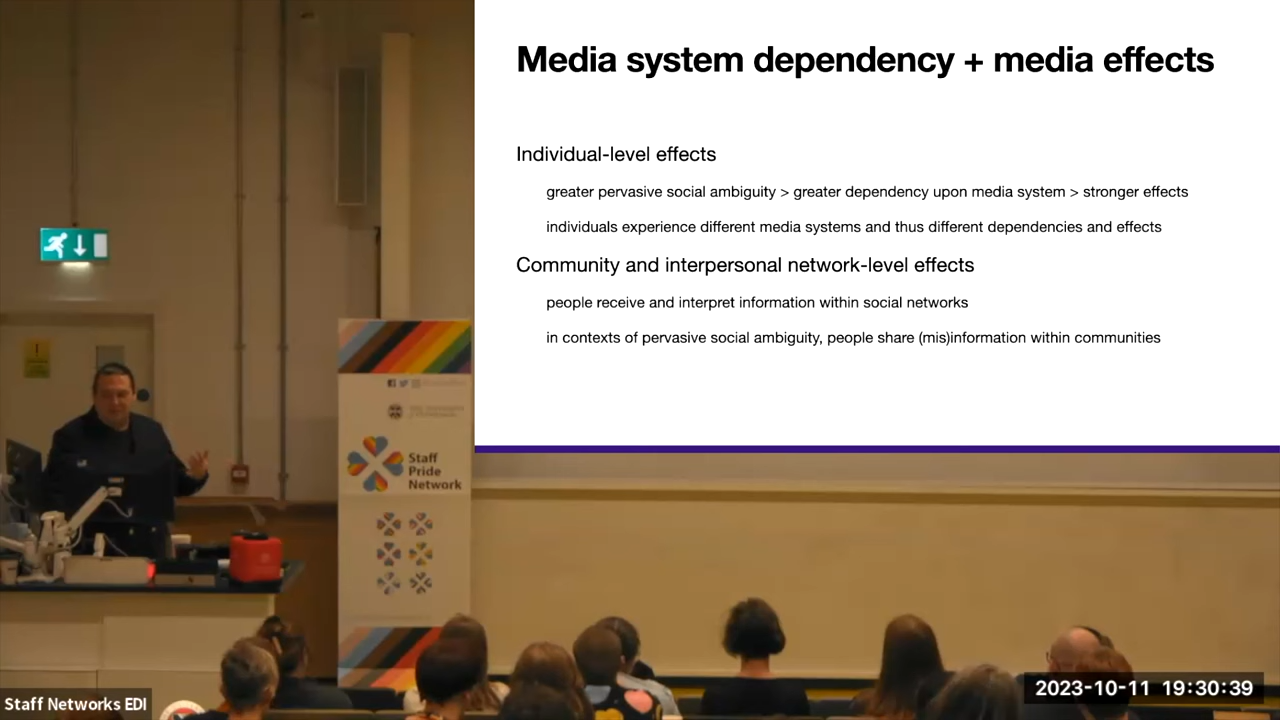 Media system dependency + media effects
Individual-level effects
greater pervasive social ambiguity > greater dependency upon media system > stronger effects
individuals experience different media systems and thus different dependencies and effects
Community and interpersonal network-level effects
people receive and interpret information within social networks
in contexts of pervasive social ambiguity, people share (mis)information within communities
Staff
Pride
Network
Staff Networks EDI
2023-10-11 19:30:39